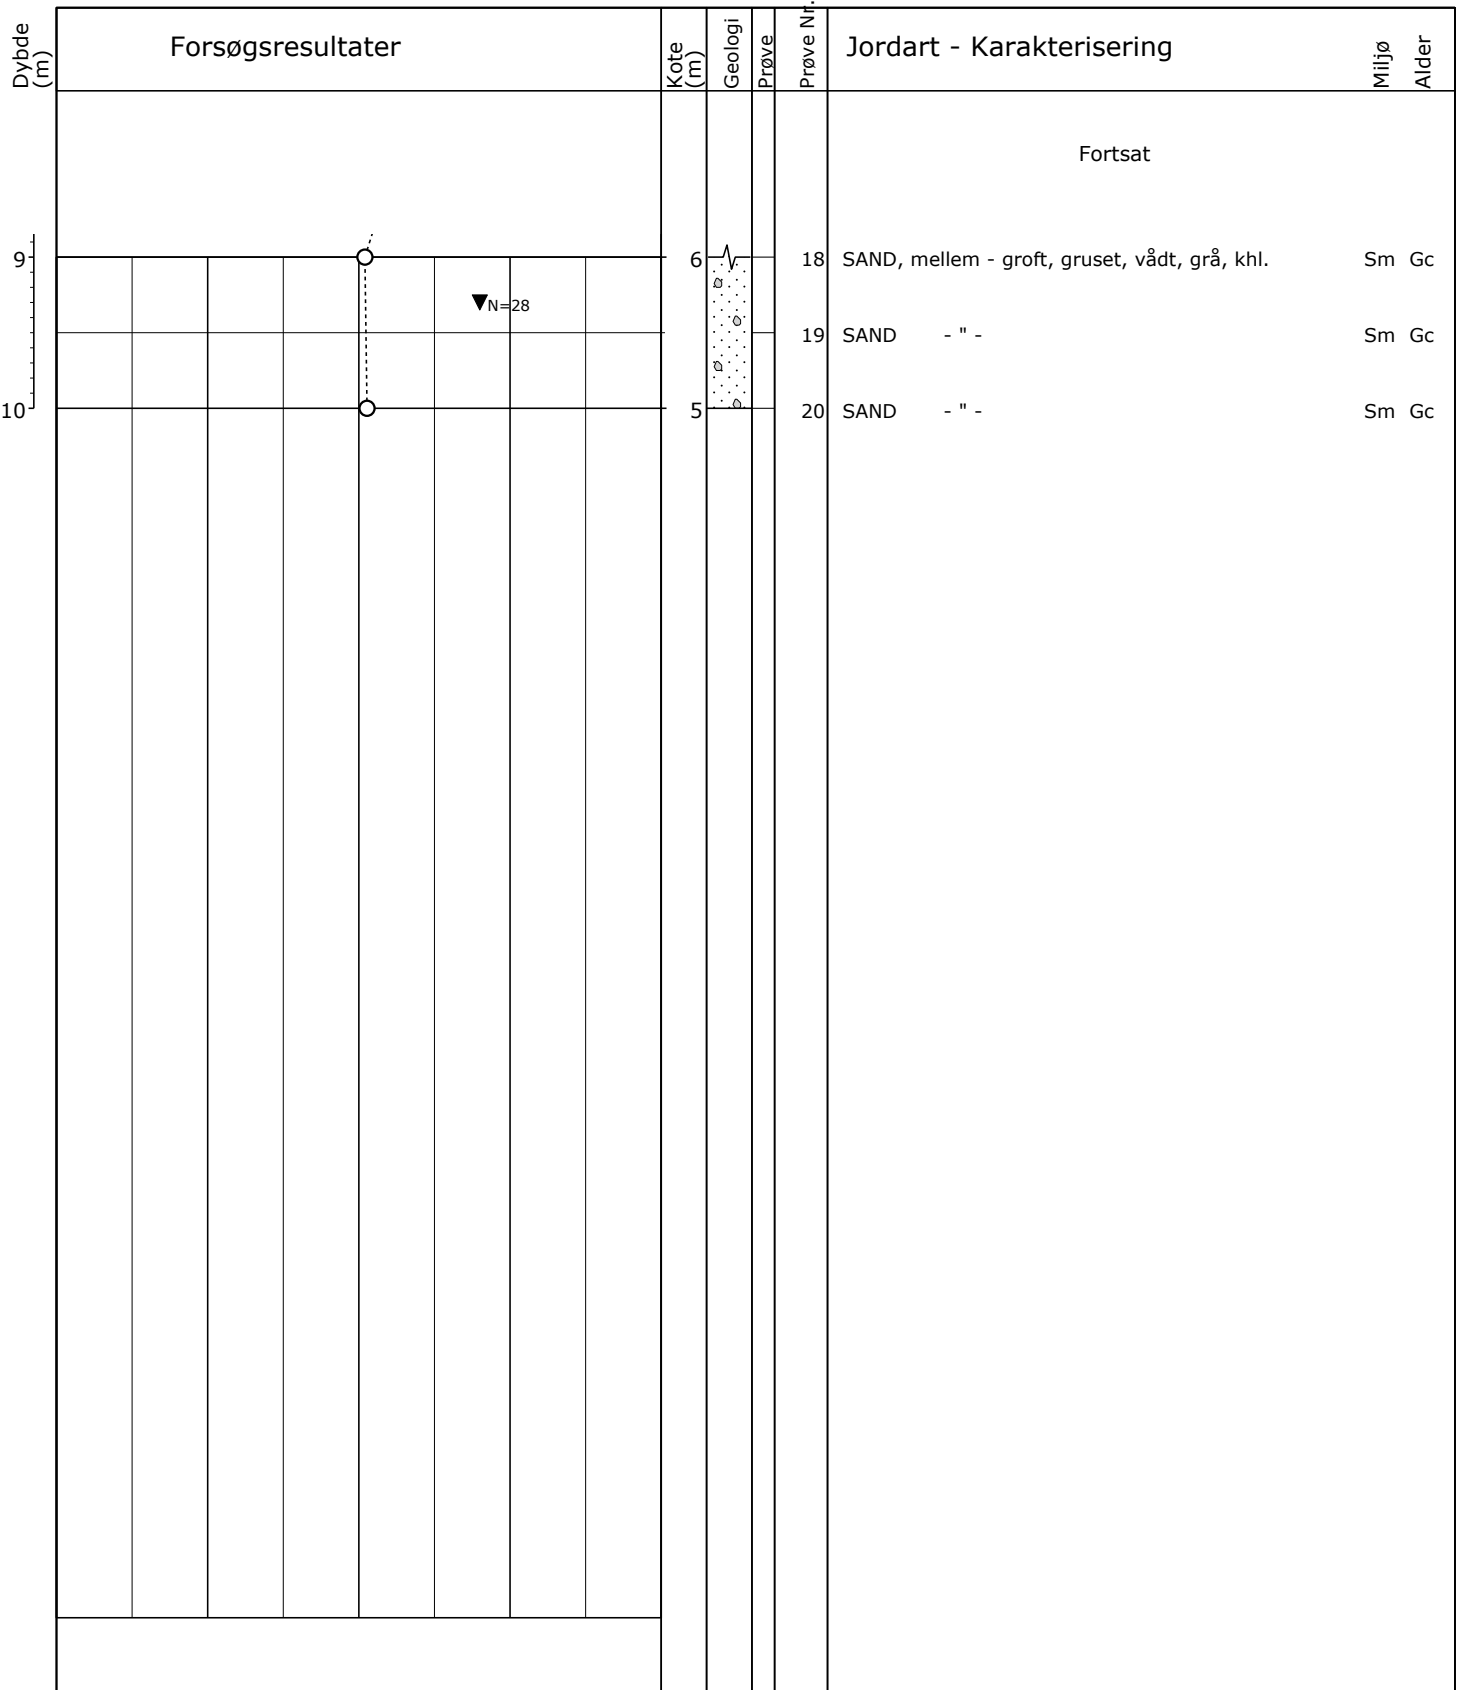 Dybde (m)
Forsøgsresultater
Kote (m)
Geologi
Prøve
Prøve Nr.
Jordart - Karakterisering
Miljø
Alder
Fortsat
9
6
18 SAND, mellem - groft, gruset, vådt, grå, khl. Sm Gc
N=28
19 SAND - " - Sm Gc
10
5
20 SAND - " - Sm Gc